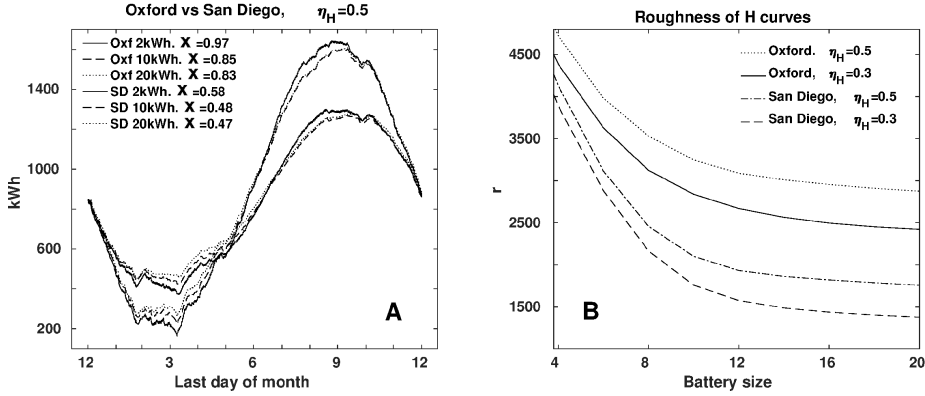 Oxford vs San Diego, η_H=0.5
Oxf 2kWh. X =0.97
Oxf 10kWh. X =0.85
Oxf 20kWh. X =0.83
SD 2kWh. X =0.58
SD 10kWh. X =0.48
SD 20kWh. X =0.47
kWh
1400
1000
600
200
A
12 3 6 9 12
Last day of month
Roughness of H curves
Oxford. η_H=0.5
Oxford, η_H=0.3
San Diego, η_H=0.5
San Diego, η_H=0.3
r
4500
3500
2500
1500
B
4 8 12 16 20
Battery size